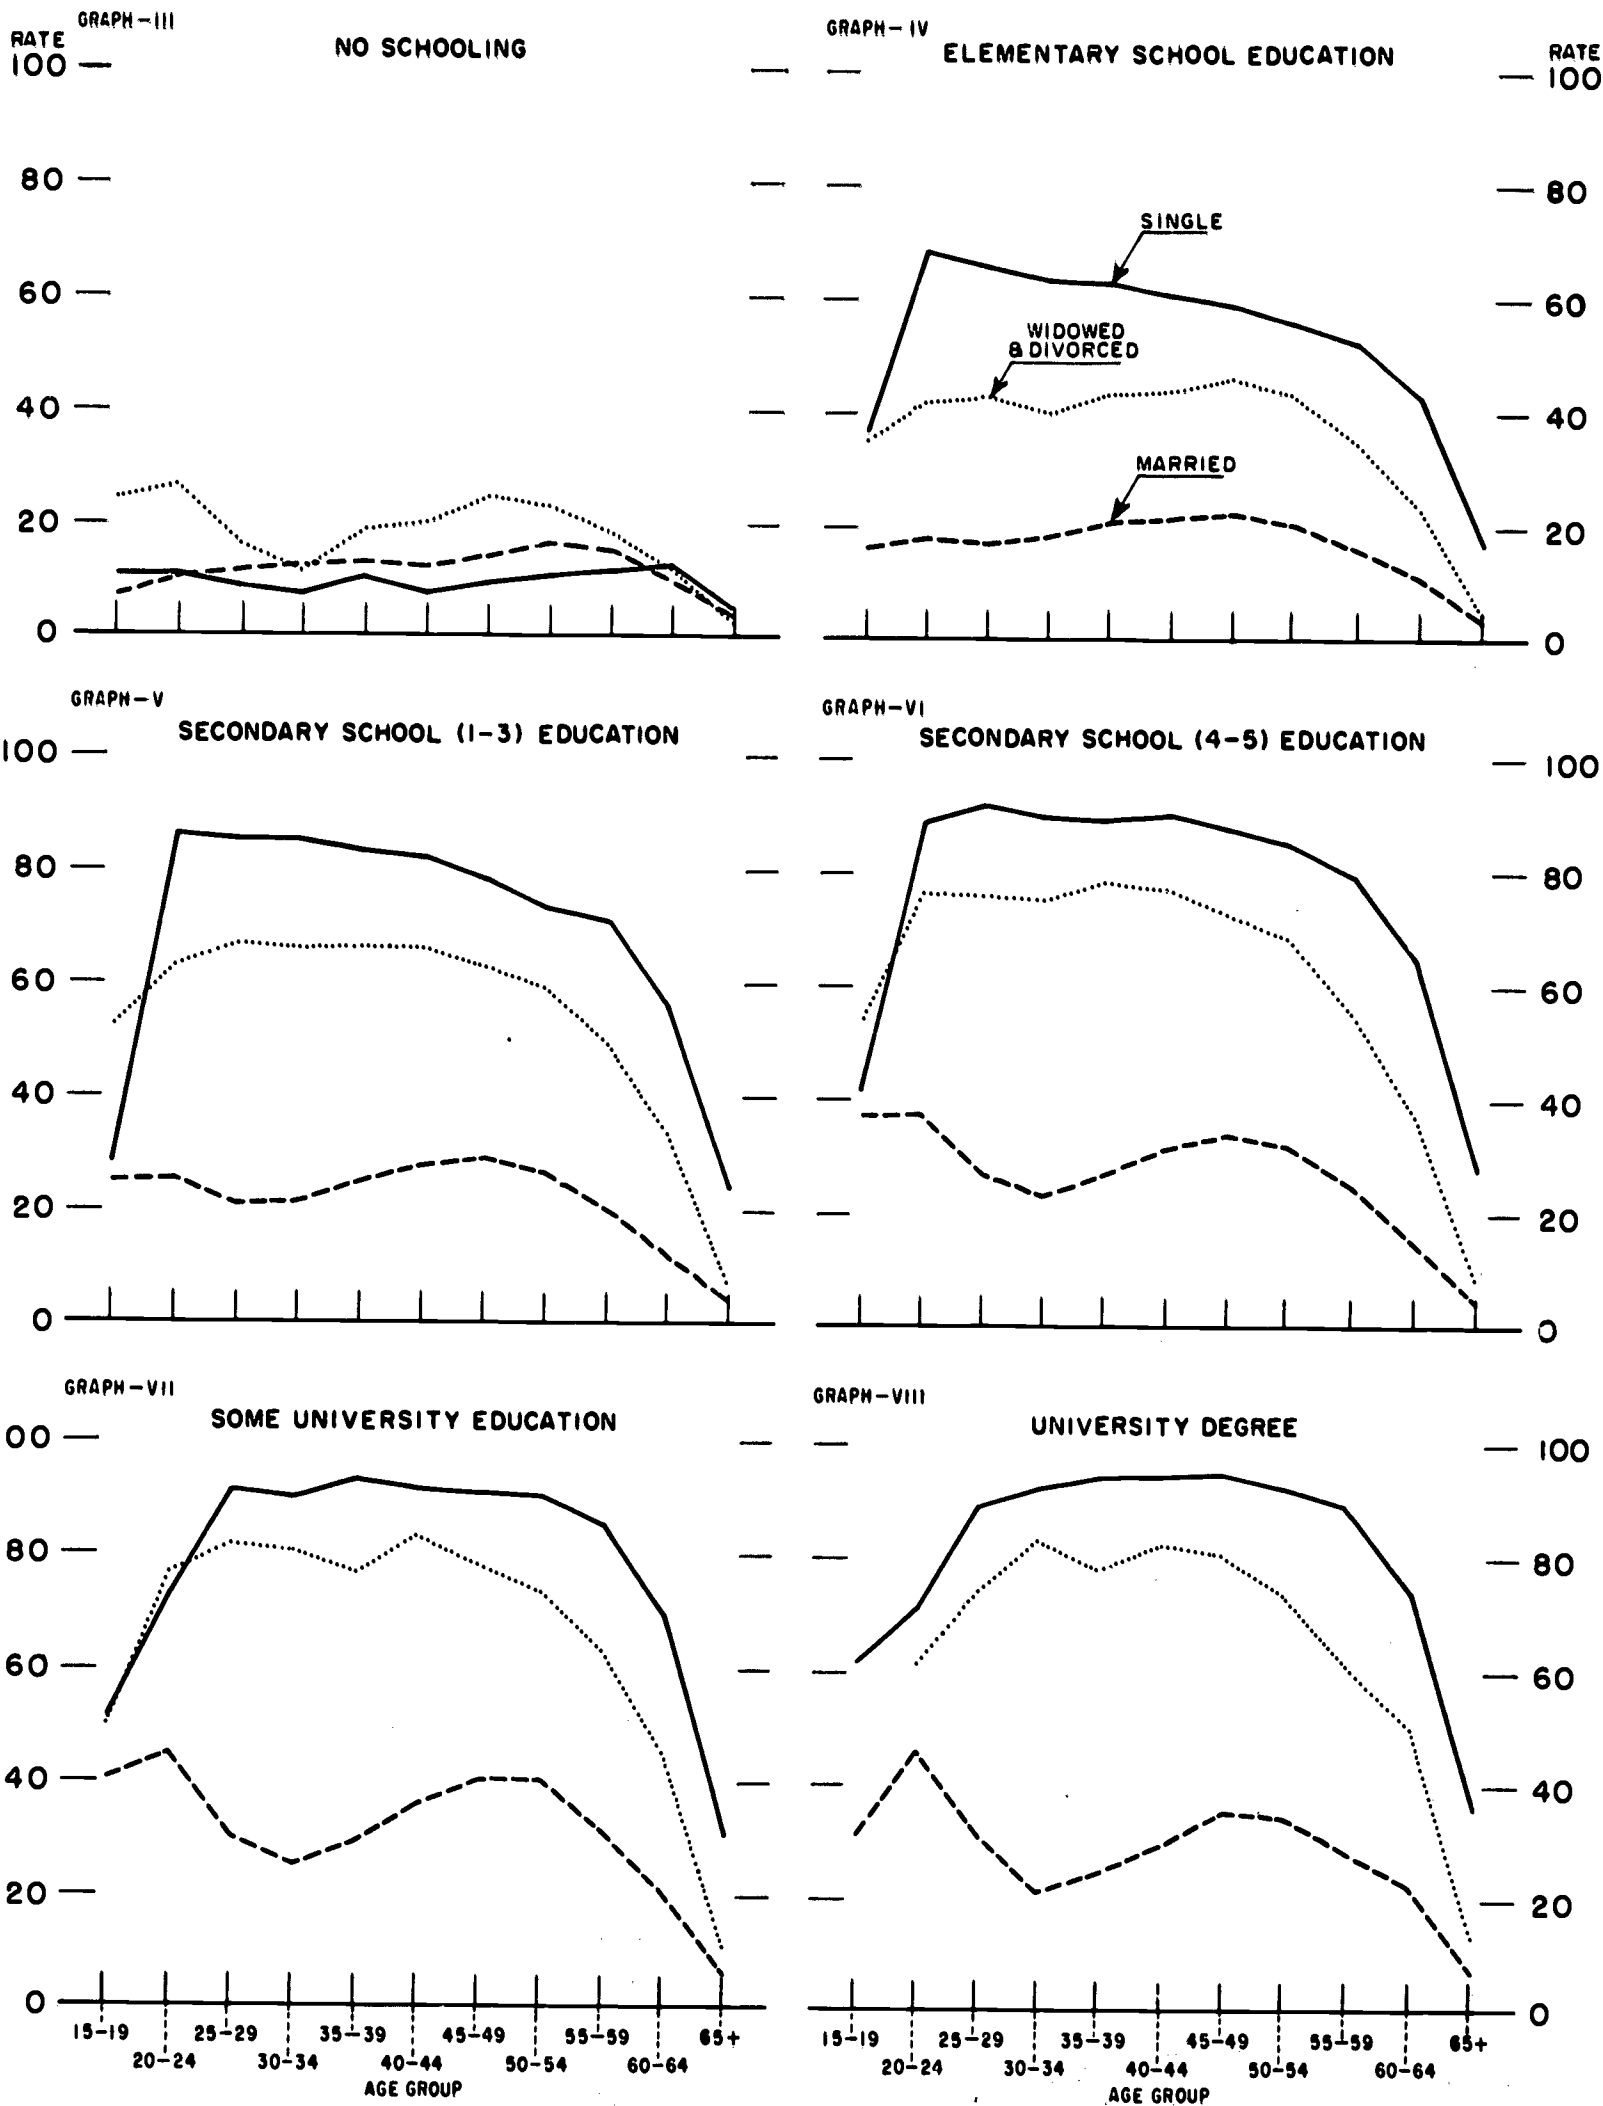 GRAPH-III
NO SCHOOLING
RATE
100
80
60
40
20
0
GRAPH-IV
ELEMENTARY SCHOOL EDUCATION
RATE
100
80
60
40
20
0
SINGLE
WIDOWED
& DIVORCED
MARRIED
GRAPH-V
SECONDARY SCHOOL (1-3) EDUCATION
100
80
60
40
20
0
GRAPH-VI
SECONDARY SCHOOL (4-5) EDUCATION
100
80
60
40
20
0
GRAPH-VII
SOME UNIVERSITY EDUCATION
00
80
60
40
20
0
15-19 25-29 35-39 45-49 55-59 65+
20-24 30-34 40-44 50-54 60-64
AGE GROUP
GRAPH-VIII
UNIVERSITY DEGREE
100
80
60
40
20
0
15-19 25-29 35-39 45-49 55-59 65+
20-24 30-34 40-44 50-54 60-64
AGE GROUP